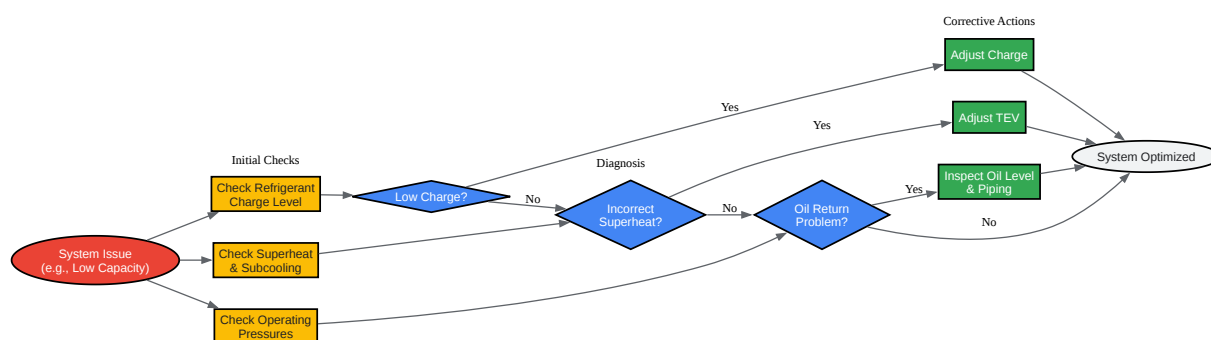 Corrective Actions
Adjust Charge
Yes
Adjust TEV
Yes
System Optimized
Initial Checks
Diagnosis
Check Refrigerant
Charge Level
Low Charge?
No
Inspect Oil Level
& Piping
Yes
Incorrect
Superheat?
No
Oil Return
Problem?
No
System Issue
(e.g., Low Capacity)
Check Superheat
& Subcooling
Check Operating
Pressures